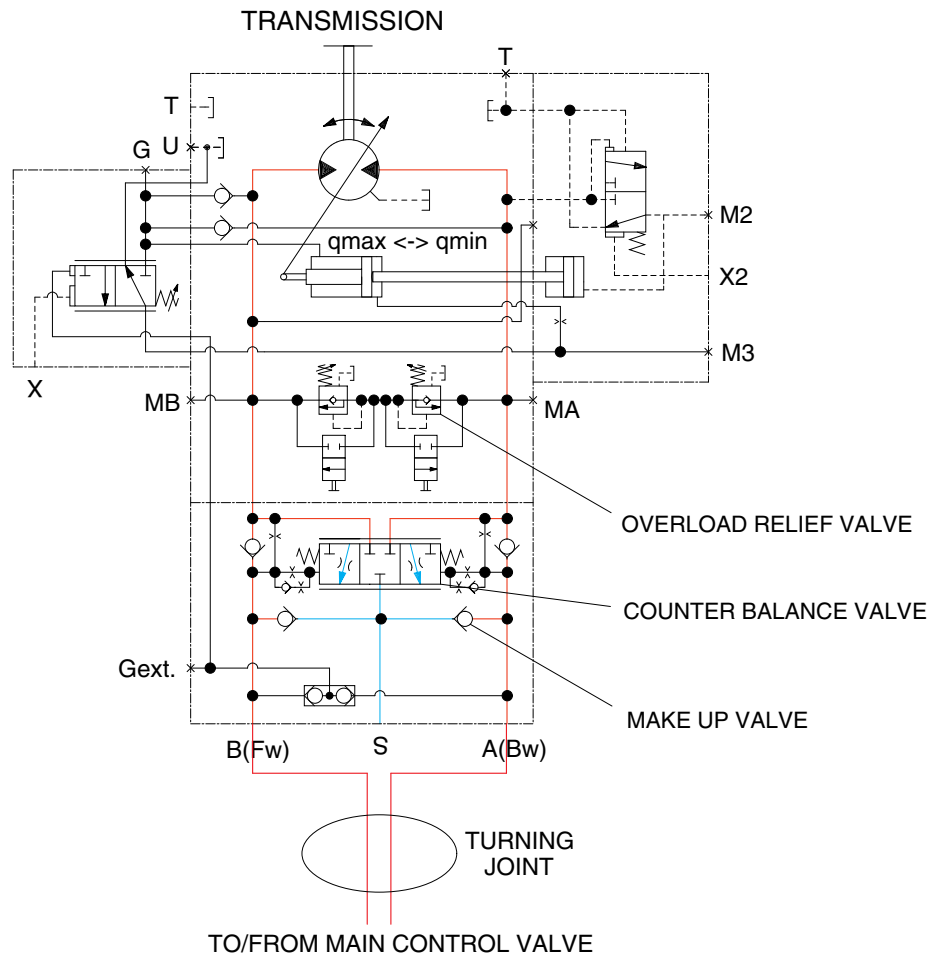 TRANSMISSION
T
T
U
G
qmax <-> qmin
M2
X2
M3
X
MB
MA
OVERLOAD RELIEF VALVE
COUNTER BALANCE VALVE
Gext.
MAKE UP VALVE
B(Fw)
S
A(Bw)
TURNING
JOINT
TO/FROM MAIN CONTROL VALVE